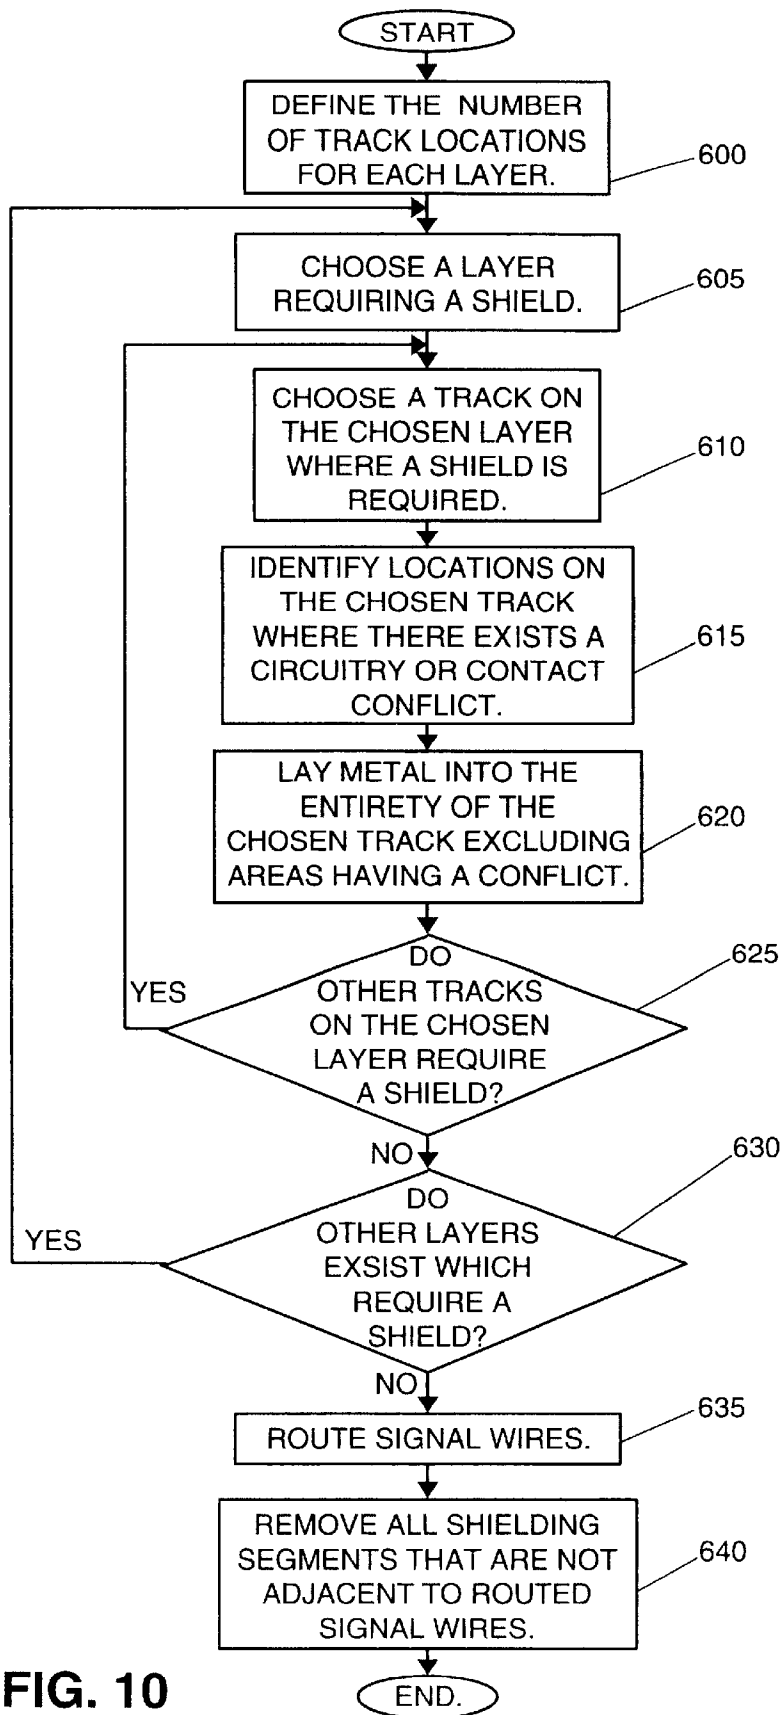 START
DEFINE THE NUMBER
OF TRACK LOCATIONS
FOR EACH LAYER.
600
CHOOSE A LAYER
REQUIRING A SHIELD.
605
CHOOSE A TRACK ON
THE CHOSEN LAYER
WHERE A SHIELD IS
REQUIRED.
610
IDENTIFY LOCATIONS ON
THE CHOSEN TRACK
WHERE THERE EXISTS A
CIRCUITRY OR CONTACT
CONFLICT.
615
LAY METAL INTO THE
ENTIRETY OF THE
CHOSEN TRACK EXCLUDING
AREAS HAVING A CONFLICT.
620
DO
OTHER TRACKS
ON THE CHOSEN
LAYER REQUIRE
A SHIELD?
625
YES
NO
DO
OTHER LAYERS
EXSIST WHICH
REQUIRE A
SHIELD?
630
YES
NO
ROUTE SIGNAL WIRES.
635
REMOVE ALL SHIELDING
SEGMENTS THAT ARE NOT
ADJACENT TO ROUTED
SIGNAL WIRES.
640
END.
FIG. 10